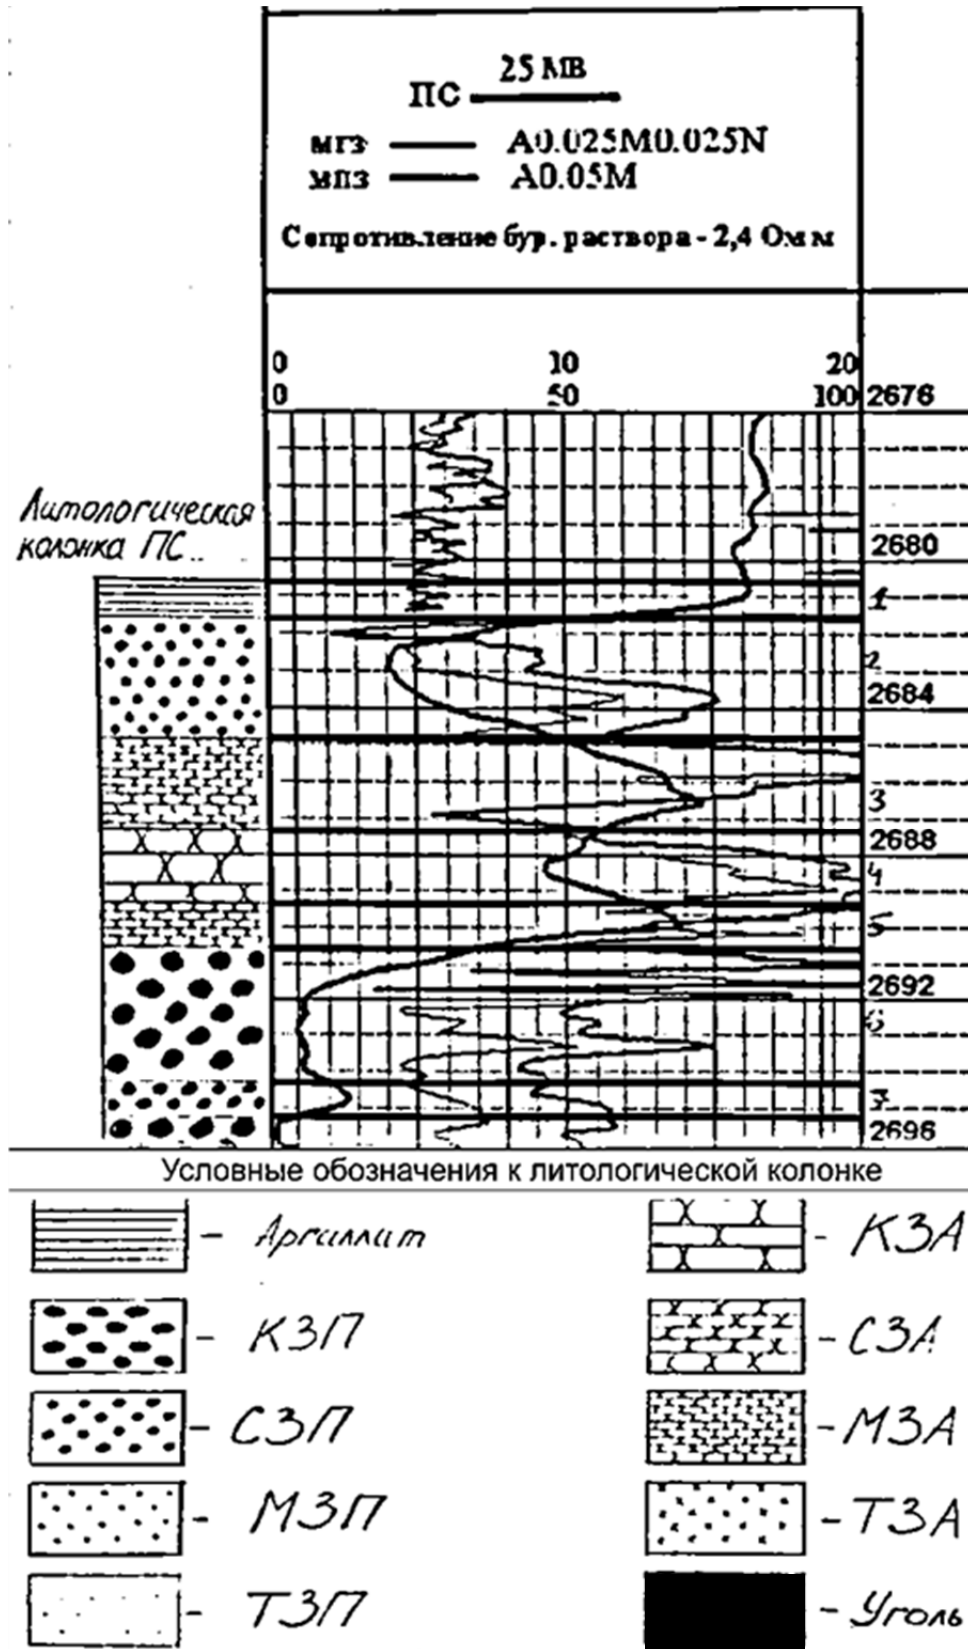 25 МВ
ПС
МГЗ A0.025M0.025N
МПЗ A0.05M
Сопротивление бур. раствора - 2,4 Омм
0 10 20
0 50 100 2676
Литологическая
колонка ПС
2680
1
2
2684
3
2688
4
5
2692
6
7
2696
Условные обозначения к литологической колонке
- Аргиллит
- КЗА
- КЗП
- СЗА
- СЗП
- МЗА
- МЗП
- ТЗА
- ТЗП
- Уголь